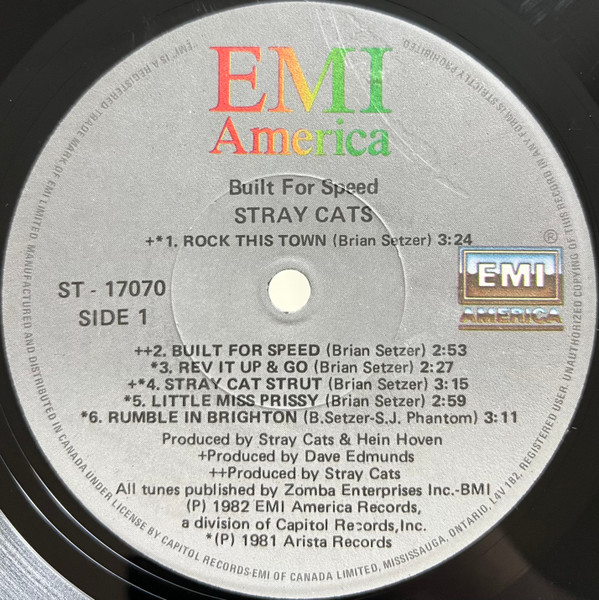 EMI
America
Built For Speed
STRAY CATS
+*1. ROCK THIS TOWN (Brian Setzer) 3:24
®
EMI
AMERICA
ST - 17070
SIDE 1
++2. BUILT FOR SPEED (Brian Setzer) 2:53
*3. REV IT UP & GO (Brian Setzer) 2:27
+*4. STRAY CAT STRUT (Brian Setzer) 3:15
*5. LITTLE MISS PRISSY (Brian Setzer) 2:59
*6. RUMBLE IN BRIGHTON (B.Setzer-S.J. Phantom) 3:11
Produced by Stray Cats & Hein Hoven
+Produced by Dave Edmunds
++Produced by Stray Cats
All tunes published by Zomba Enterprises Inc.-BMI
(P) 1982 EMI America Records,
a division of Capitol Records,Inc.
*(P) 1981 Arista Records
MANUFACTURED AND DISTRIBUTED IN CANADA UNDER LICENSE BY CAPITOL RECORDS-EMI OF CANADA LIMITED, MISSISSAUGA, ONTARIO, L4V 1B2, REGISTERED USER. UNAUTHORIZED COPYING OF THIS RECORD IN ANY FORM IS STRICTLY PROHIBITED
"EMI" IS A REGISTERED TRADE MARK OF EMI LIMITED.